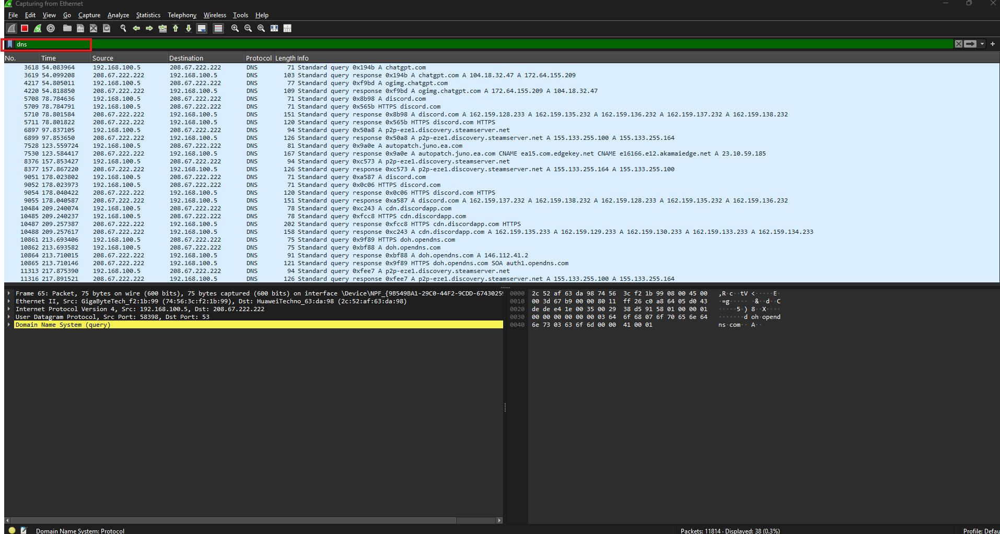 Capturing from Ethernet
File Edit View Go Capture Analyze Statistics Telephony Wireless Tools Help
dns
No. Time Source Destination Protocol Length Info
3618 54.083964 192.168.100.5 208.67.222.222 DNS 71 Standard query 0x194b A chatgpt.com
3619 54.099208 208.67.222.222 192.168.100.5 DNS 103 Standard query response 0x194b A chatgpt.com A 104.18.32.47 A 172.64.155.209
4217 54.805011 192.168.100.5 208.67.222.222 DNS 77 Standard query 0xf9bd A ogimg.chatgpt.com
4220 54.818850 208.67.222.222 192.168.100.5 DNS 109 Standard query response 0xf9bd A ogimg.chatgpt.com A 172.64.155.209 A 104.18.32.47
5708 78.784636 192.168.100.5 208.67.222.222 DNS 71 Standard query 0x8b98 A discord.com
5709 78.784791 192.168.100.5 208.67.222.222 DNS 71 Standard query 0x565b HTTPS discord.com
5710 78.801584 208.67.222.222 192.168.100.5 DNS 151 Standard query response 0x8b98 A discord.com A 162.159.128.233 A 162.159.135.232 A 162.159.136.232 A 162.159.137.232 A 162.159.138.232
5711 78.801822 208.67.222.222 192.168.100.5 DNS 120 Standard query response 0x565b HTTPS discord.com HTTPS
6897 97.837105 192.168.100.5 208.67.222.222 DNS 94 Standard query 0x50a8 A p2p-eze1.discovery.steamserver.net
6899 97.853650 208.67.222.222 192.168.100.5 DNS 126 Standard query response 0x50a8 A p2p-eze1.discovery.steamserver.net A 155.133.255.100 A 155.133.255.164
7528 123.559724 192.168.100.5 208.67.222.222 DNS 81 Standard query 0x9a0e A autopatch.juno.ea.com
7530 123.584417 208.67.222.222 192.168.100.5 DNS 167 Standard query response 0x9a0e A autopatch.juno.ea.com CNAME ea15.com.edgekey.net CNAME e16166.e12.akamaiedge.net A 23.10.59.185
8376 157.853427 192.168.100.5 208.67.222.222 DNS 94 Standard query 0xc573 A p2p-eze1.discovery.steamserver.net
8377 157.867220 208.67.222.222 192.168.100.5 DNS 126 Standard query response 0xc573 A p2p-eze1.discovery.steamserver.net A 155.133.255.164 A 155.133.255.100
9051 178.023802 192.168.100.5 208.67.222.222 DNS 71 Standard query 0xa587 A discord.com
9052 178.023973 192.168.100.5 208.67.222.222 DNS 71 Standard query 0x0c06 HTTPS discord.com
9054 178.040422 208.67.222.222 192.168.100.5 DNS 120 Standard query response 0x0c06 HTTPS discord.com HTTPS
9055 178.040587 208.67.222.222 192.168.100.5 DNS 151 Standard query response 0xa587 A discord.com A 162.159.137.232 A 162.159.138.232 A 162.159.128.233 A 162.159.135.232 A 162.159.136.232
10484 209.240074 192.168.100.5 208.67.222.222 DNS 78 Standard query 0xc243 A cdn.discordapp.com
10485 209.240237 192.168.100.5 208.67.222.222 DNS 78 Standard query 0xfcc8 HTTPS cdn.discordapp.com
10487 209.257387 208.67.222.222 192.168.100.5 DNS 202 Standard query response 0xfcc8 HTTPS cdn.discordapp.com HTTPS
10488 209.257617 208.67.222.222 192.168.100.5 DNS 158 Standard query response 0xc243 A cdn.discordapp.com A 162.159.135.233 A 162.159.129.233 A 162.159.130.233 A 162.159.133.233 A 162.159.134.233
10861 213.693406 192.168.100.5 208.67.222.222 DNS 75 Standard query 0x9f89 HTTPS doh.opendns.com
10862 213.693582 192.168.100.5 208.67.222.222 DNS 75 Standard query 0xbf88 A doh.opendns.com
10864 213.710015 208.67.222.222 192.168.100.5 DNS 91 Standard query response 0xbf88 A doh.opendns.com A 146.112.41.2
10865 213.710146 208.67.222.222 192.168.100.5 DNS 121 Standard query response 0x9f89 HTTPS doh.opendns.com SOA auth1.opendns.com
11313 217.875390 192.168.100.5 208.67.222.222 DNS 94 Standard query 0xfee7 A p2p-eze1.discovery.steamserver.net
11316 217.891521 208.67.222.222 192.168.100.5 DNS 126 Standard query response 0xfee7 A p2p-eze1.discovery.steamserver.net A 155.133.255.100 A 155.133.255.164
Frame 65: Packet, 75 bytes on wire (600 bits), 75 bytes captured (600 bits) on interface \Device\NPF_{9B549BA1-29C0-44F2-9CDD-6743025
Ethernet II, Src: GigaByteTech_f2:1b:99 (74:56:3c:f2:1b:99), Dst: HuaweiTechno_63:da:98 (2c:52:af:63:da:98)
Internet Protocol Version 4, Src: 192.168.100.5, Dst: 208.67.222.222
User Datagram Protocol, Src Port: 58398, Dst Port: 53
Domain Name System (query)
0000 2c 52 af 63 da 98 74 56 3c f2 1b 99 08 00 45 00 ,R·c··tV <·····E·
0010 00 3d 67 b9 00 00 80 11 ff 26 c0 a8 64 05 d0 43 ·=g····· ·&··d··C
0020 de de e4 1e 00 35 00 29 38 d5 91 58 01 00 00 01 ·····5·) 8··X····
0030 00 00 00 00 00 00 03 64 6f 68 07 6f 70 65 6e 64 ·······d oh·opend
0040 6e 73 03 63 6f 6d 00 00 41 00 01 ns·com·· A··
Domain Name System: Protocol
Packets: 11814 · Displayed: 38 (0.3%)
Profile: Defau